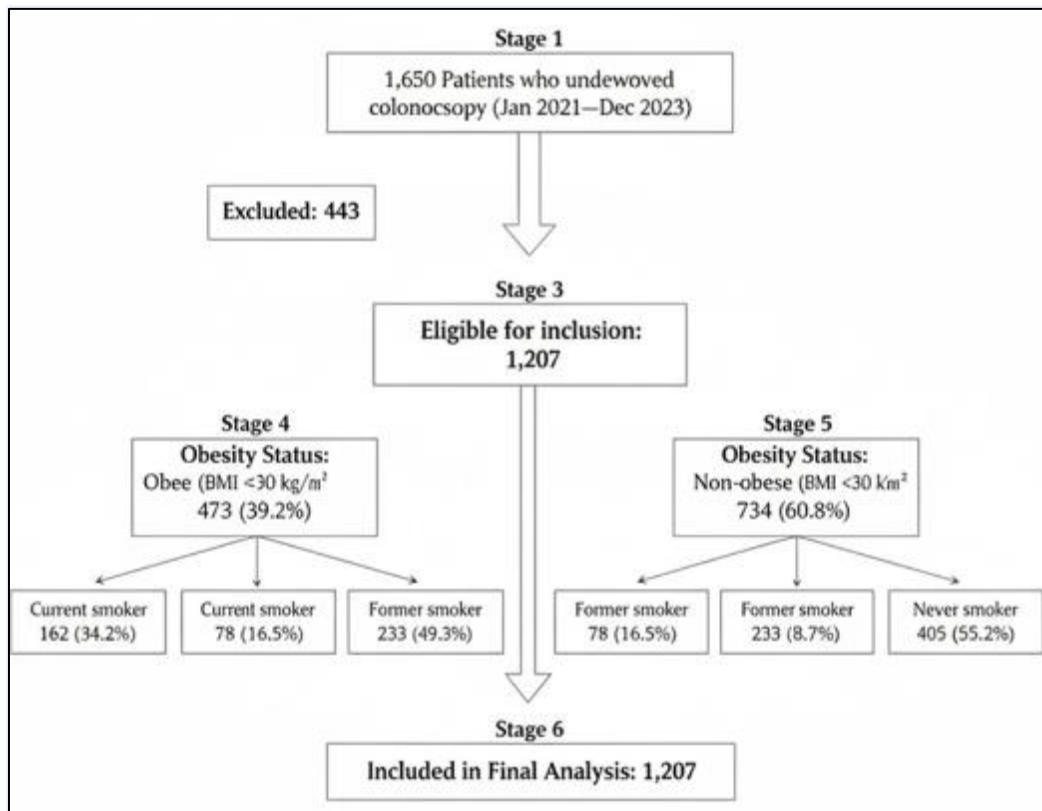 Stage 1
1,650 Patients who undewoved
colonocsopy (Jan 2021—Dec 2023)
Excluded: 443
Stage 3
Eligible for inclusion:
1,207
Stage 4
Obesity Status:
Obee (BMI <30 kg/m²
473 (39.2%)
Stage 5
Obesity Status:
Non-obese (BMI <30 k/m²
734 (60.8%)
Current smoker
162 (34.2%)
Current smoker
78 (16.5%)
Former smoker
233 (49.3%)
Former smoker
78 (16.5%)
Former smoker
233 (8.7%)
Never smoker
405 (55.2%)
Stage 6
Included in Final Analysis: 1,207